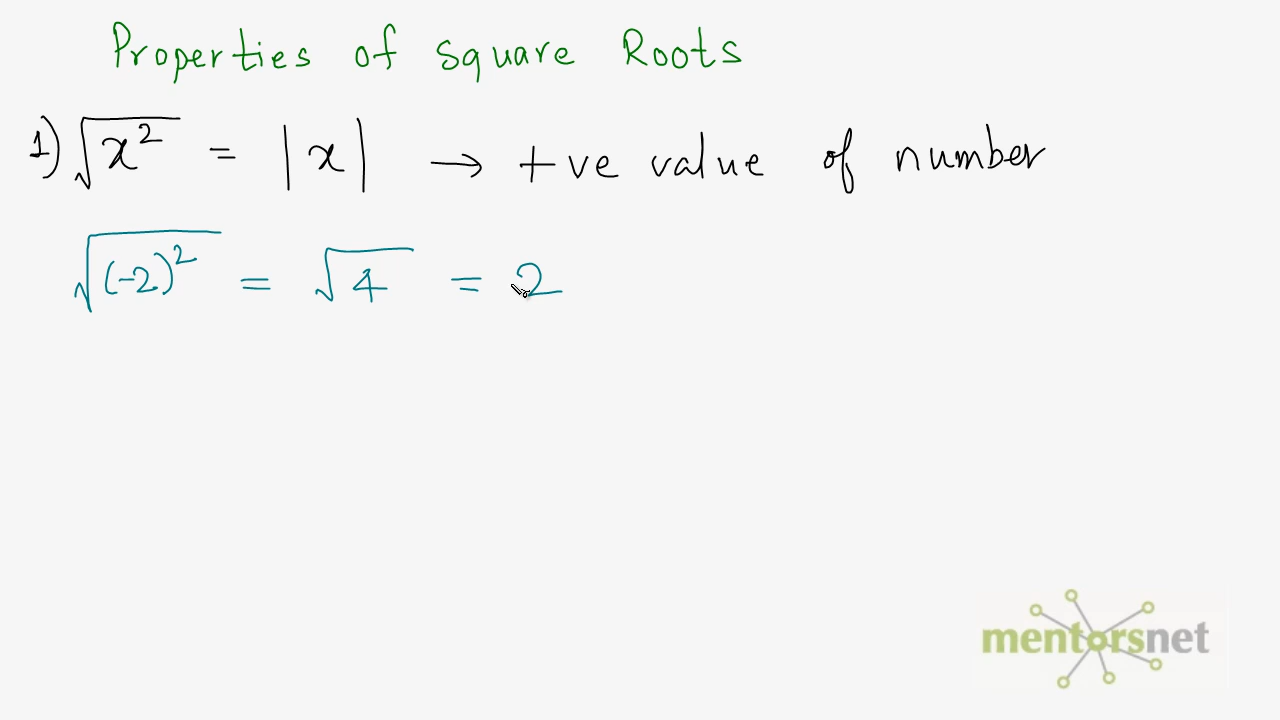 Properties of square Roots
1) √x² = |x| → +ve value of number
√(-2)² = √4 = 2
mentorsnet